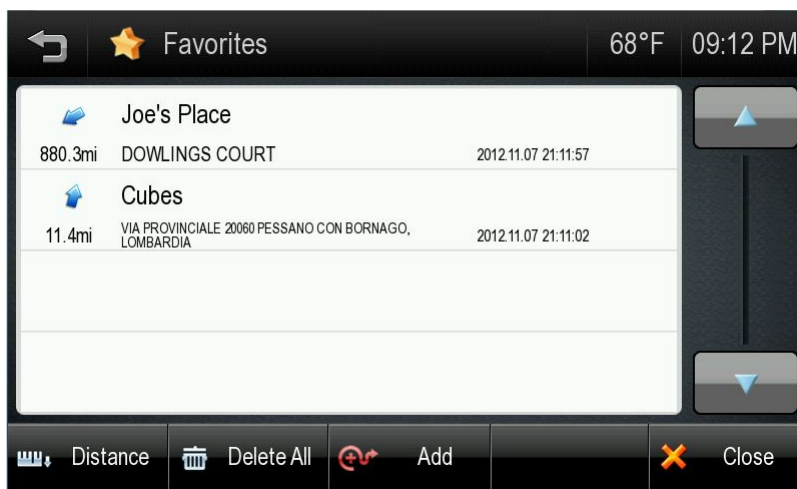 Favorites 68°F 09:12 PM
Joe's Place
880.3mi DOWLINGS COURT 2012.11.07 21:11:57
Cubes
11.4mi VIA PROVINCIALE 20060 PESSANO CON BORNAGO, 2012.11.07 21:11:02
LOMBARDIA
Distance Delete All Add Close